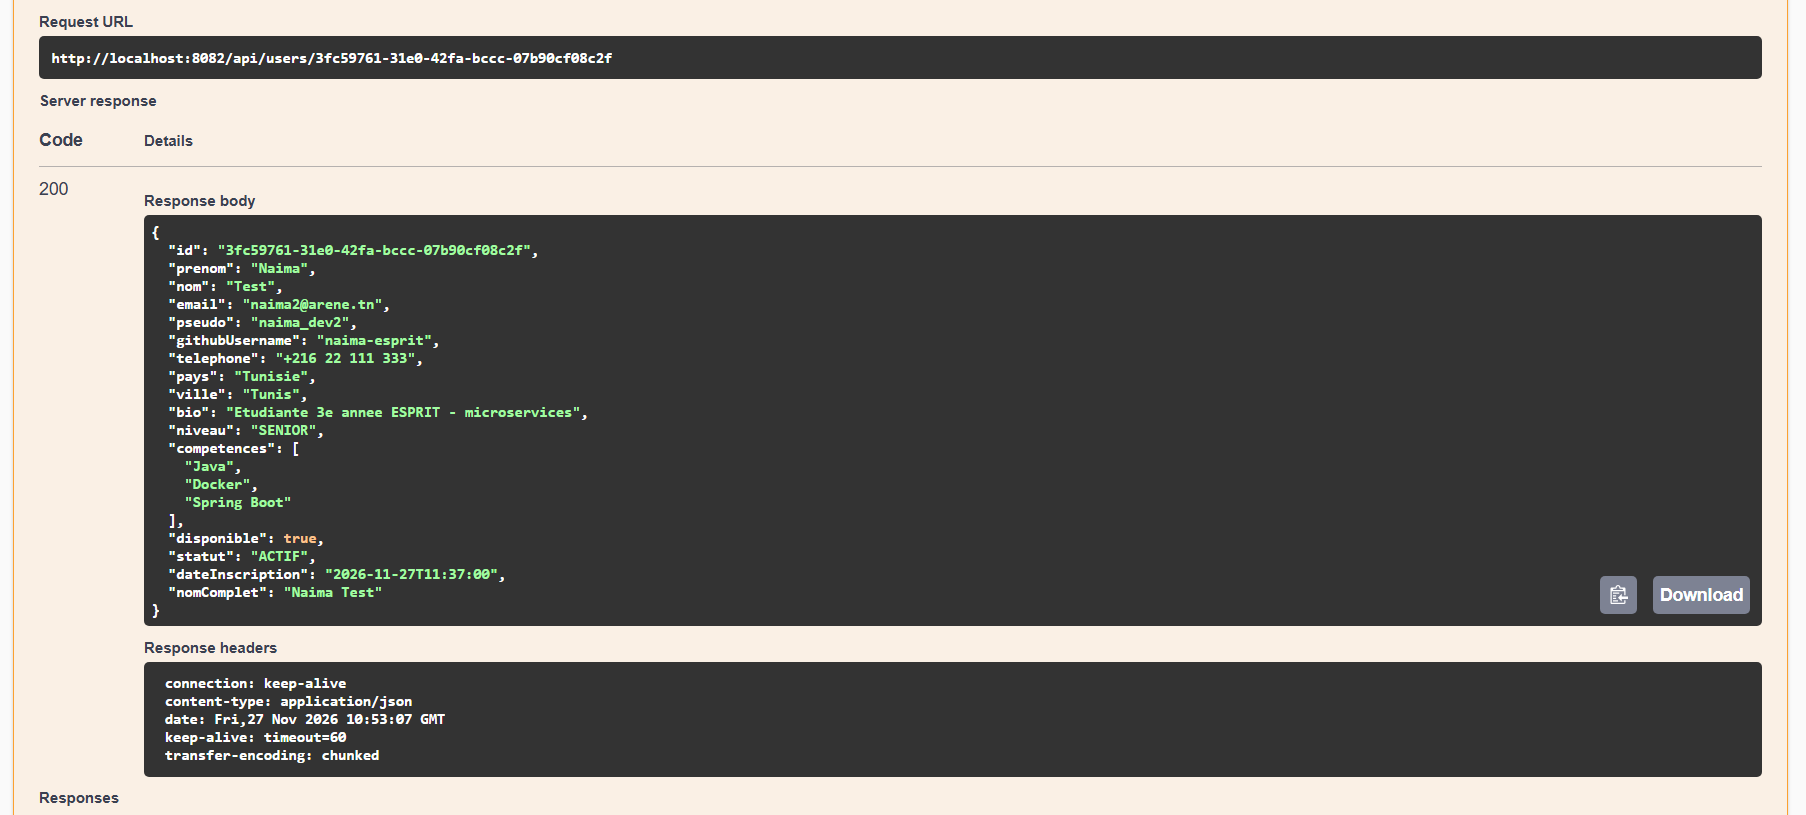 Request URL
http://localhost:8082/api/users/3fc59761-31e0-42fa-bccc-07b90cf08c2f
Server response
Code Details
200
Response body
{
  "id": "3fc59761-31e0-42fa-bccc-07b90cf08c2f",
  "prenom": "Naima",
  "nom": "Test",
  "email": "naima2@arene.tn",
  "pseudo": "naima_dev2",
  "githubUsername": "naima-esprit",
  "telephone": "+216 22 111 333",
  "pays": "Tunisie",
  "ville": "Tunis",
  "bio": "Etudiante 3e annee ESPRIT - microservices",
  "niveau": "SENIOR",
  "competences": [
    "Java",
    "Docker",
    "Spring Boot"
  ],
  "disponible": true,
  "statut": "ACTIF",
  "dateInscription": "2026-11-27T11:37:00",
  "nomComplet": "Naima Test"
}
Download
Response headers
connection: keep-alive
content-type: application/json
date: Fri,27 Nov 2026 10:53:07 GMT
keep-alive: timeout=60
transfer-encoding: chunked
Responses